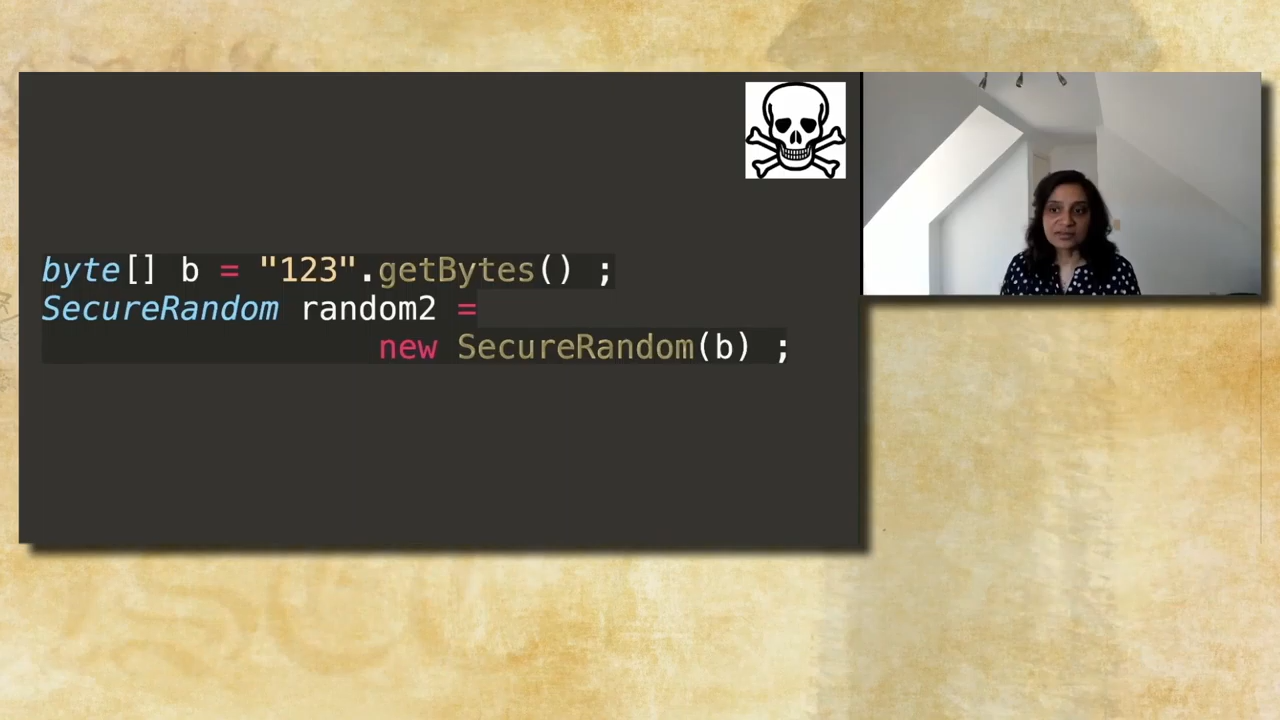 byte[] b = "123".getBytes() ;
SecureRandom random2 =
new SecureRandom(b) ;